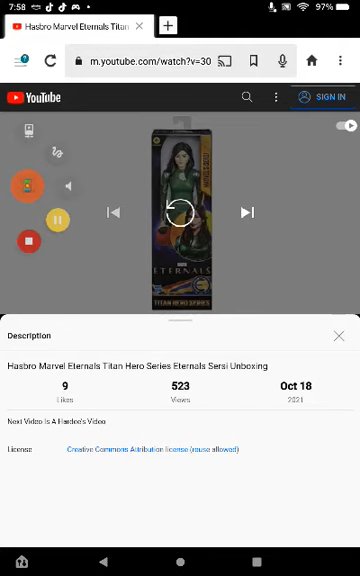 7:58
97%
Hasbro Marvel Eternals Titan
m.youtube.com/watch?v=30
YouTube
SIGN IN
ETERNALS
TITAN HERO SERIES
Description
Hasbro Marvel Eternals Titan Hero Series Eternals Sersi Unboxing
9
523
Oct 18
Likes
Views
2021
Next Video Is A Hardee's Video
License
Creative Commons Attribution license (reuse allowed)